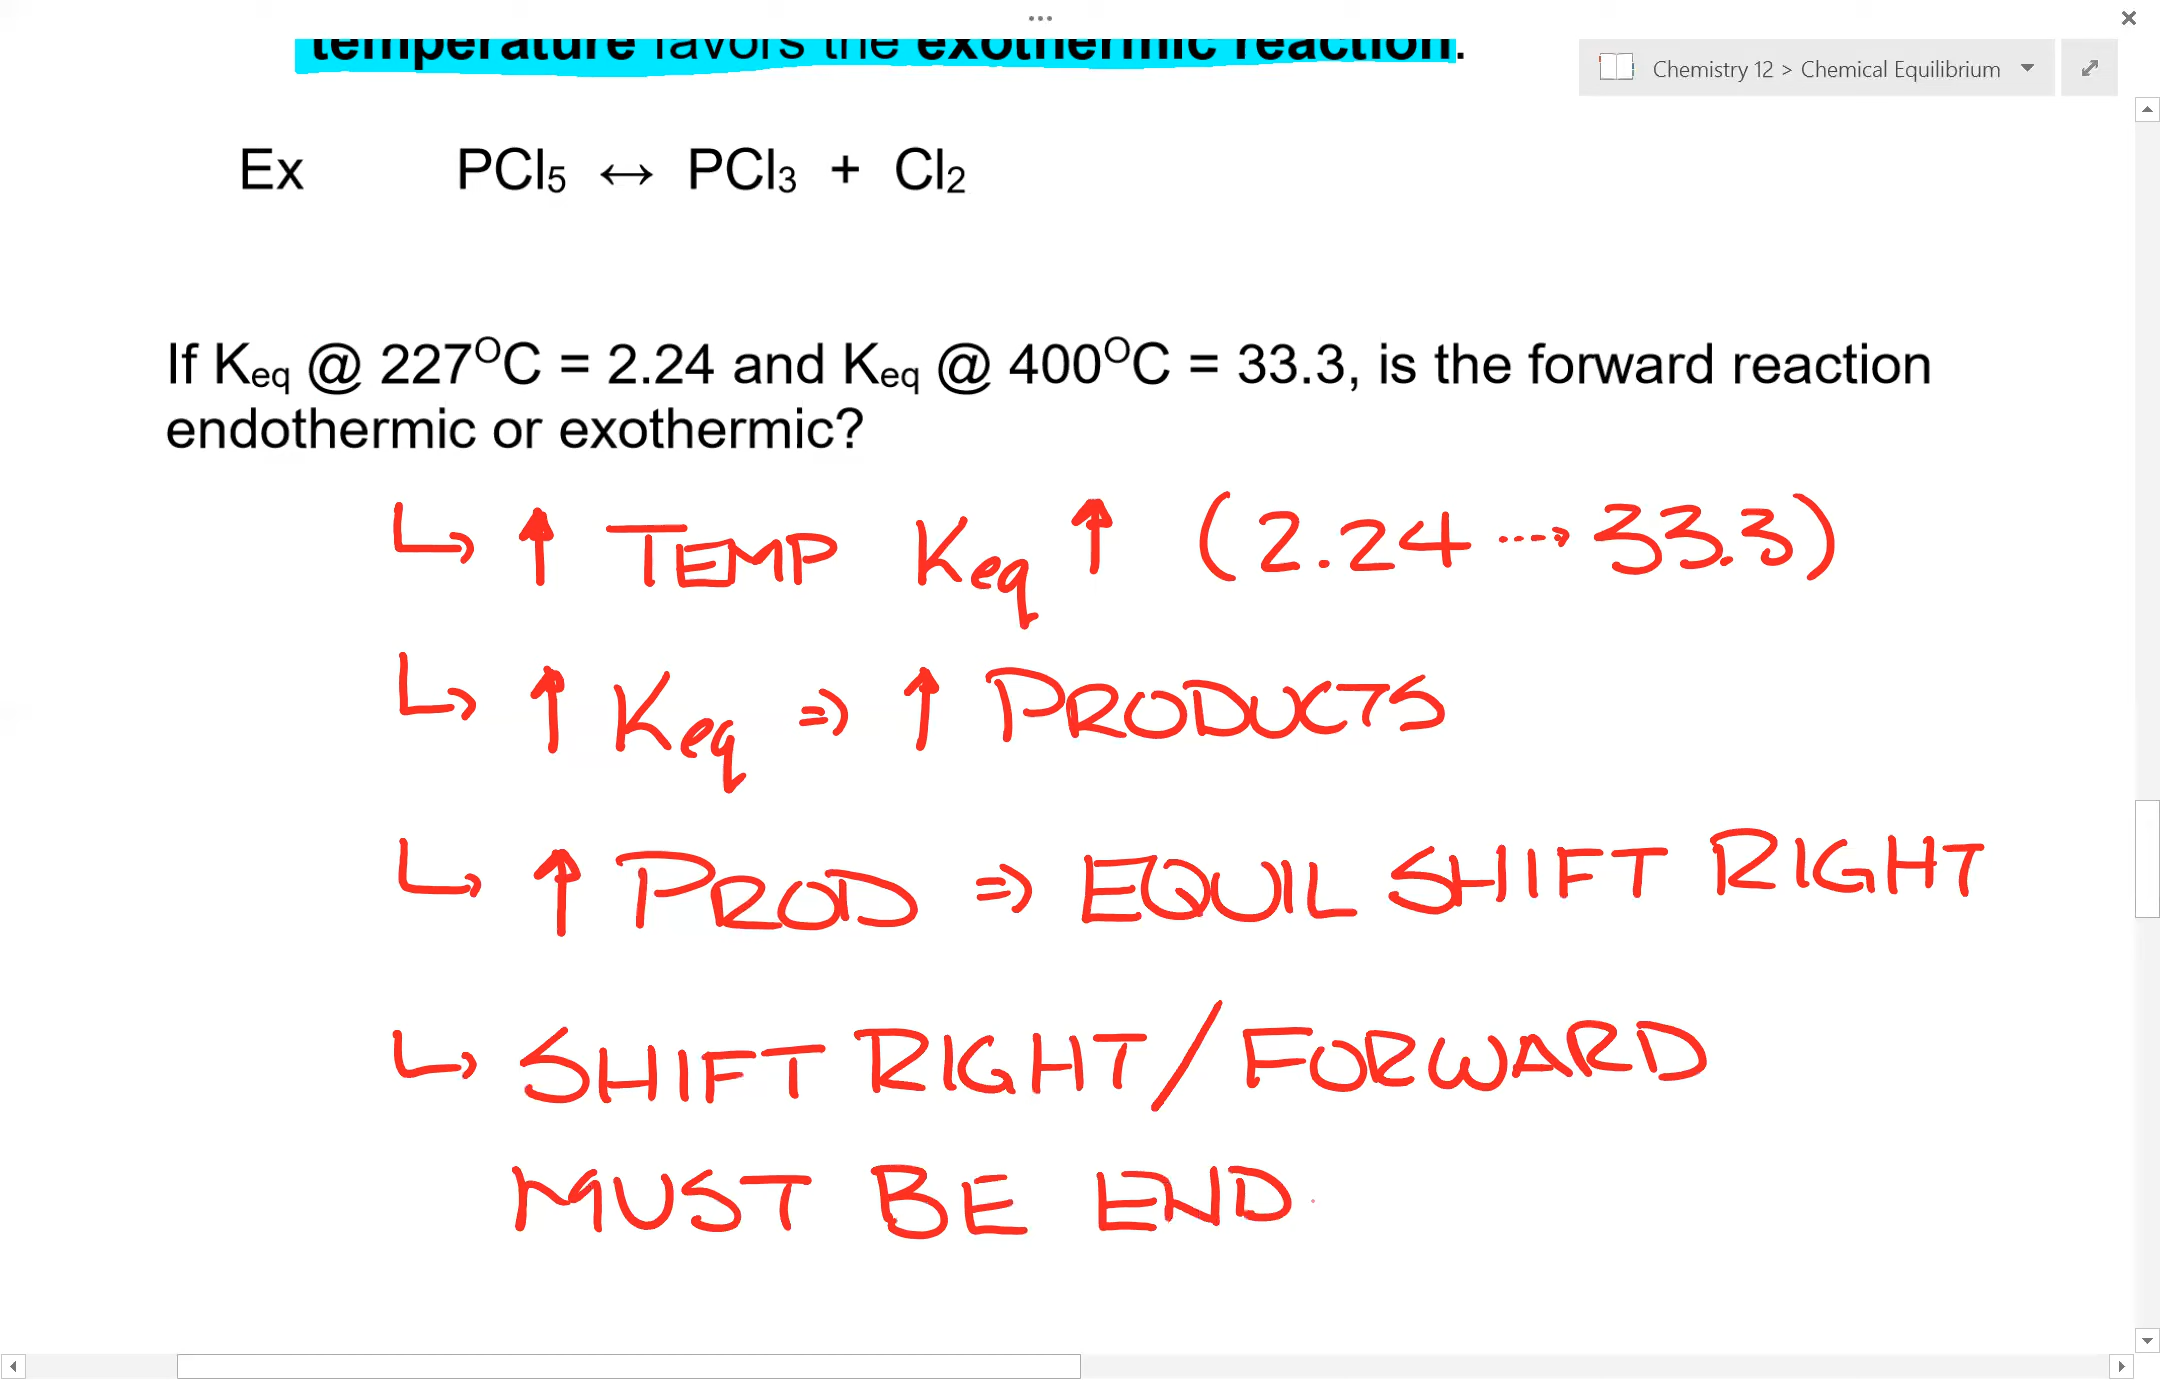 ...
temperature favors the exothermic reaction.
Chemistry 12 > Chemical Equilibrium
Ex PCl5 ↔ PCl3 + Cl2
If Keq @ 227°C = 2.24 and Keq @ 400°C = 33.3, is the forward reaction
endothermic or exothermic?
↳ ↑ TEMP Keq ↑ (2.24 ---> 33.3)
↳ ↑ Keq => ↑ PRODUCTS
↳ ↑ PROD => EQUIL SHIFT RIGHT
↳ SHIFT RIGHT/FORWARD
MUST BE END